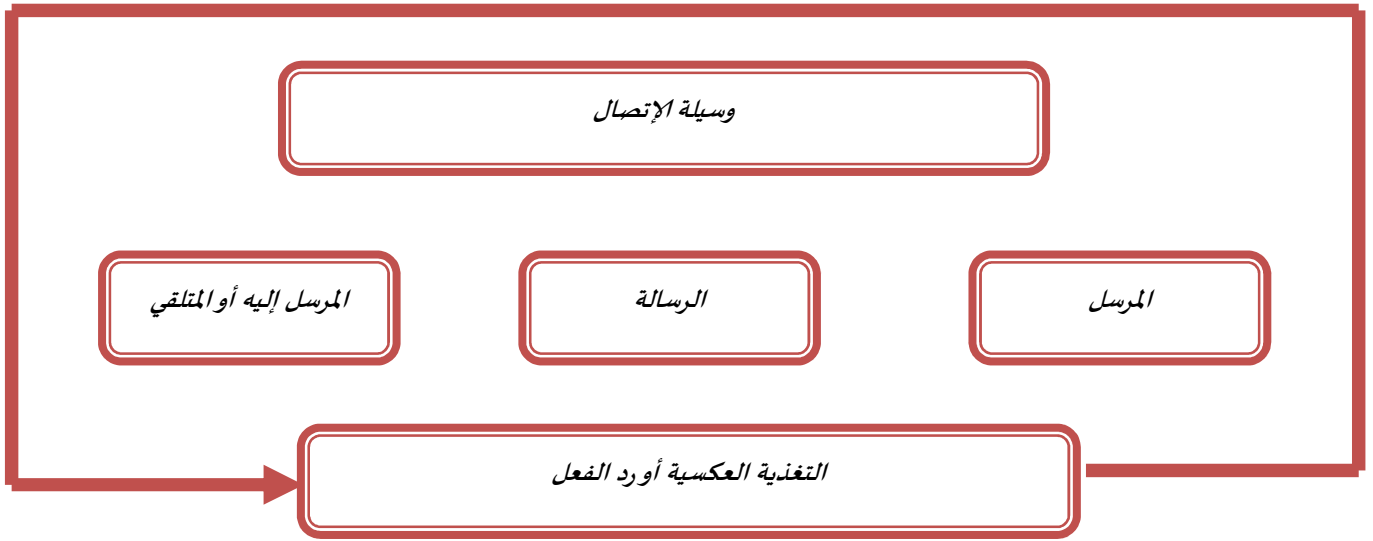 وسيلة الإتصال
المرسل
الرسالة
المرسل إليه أو المتلقي
التغذية العكسية أو رد الفعل